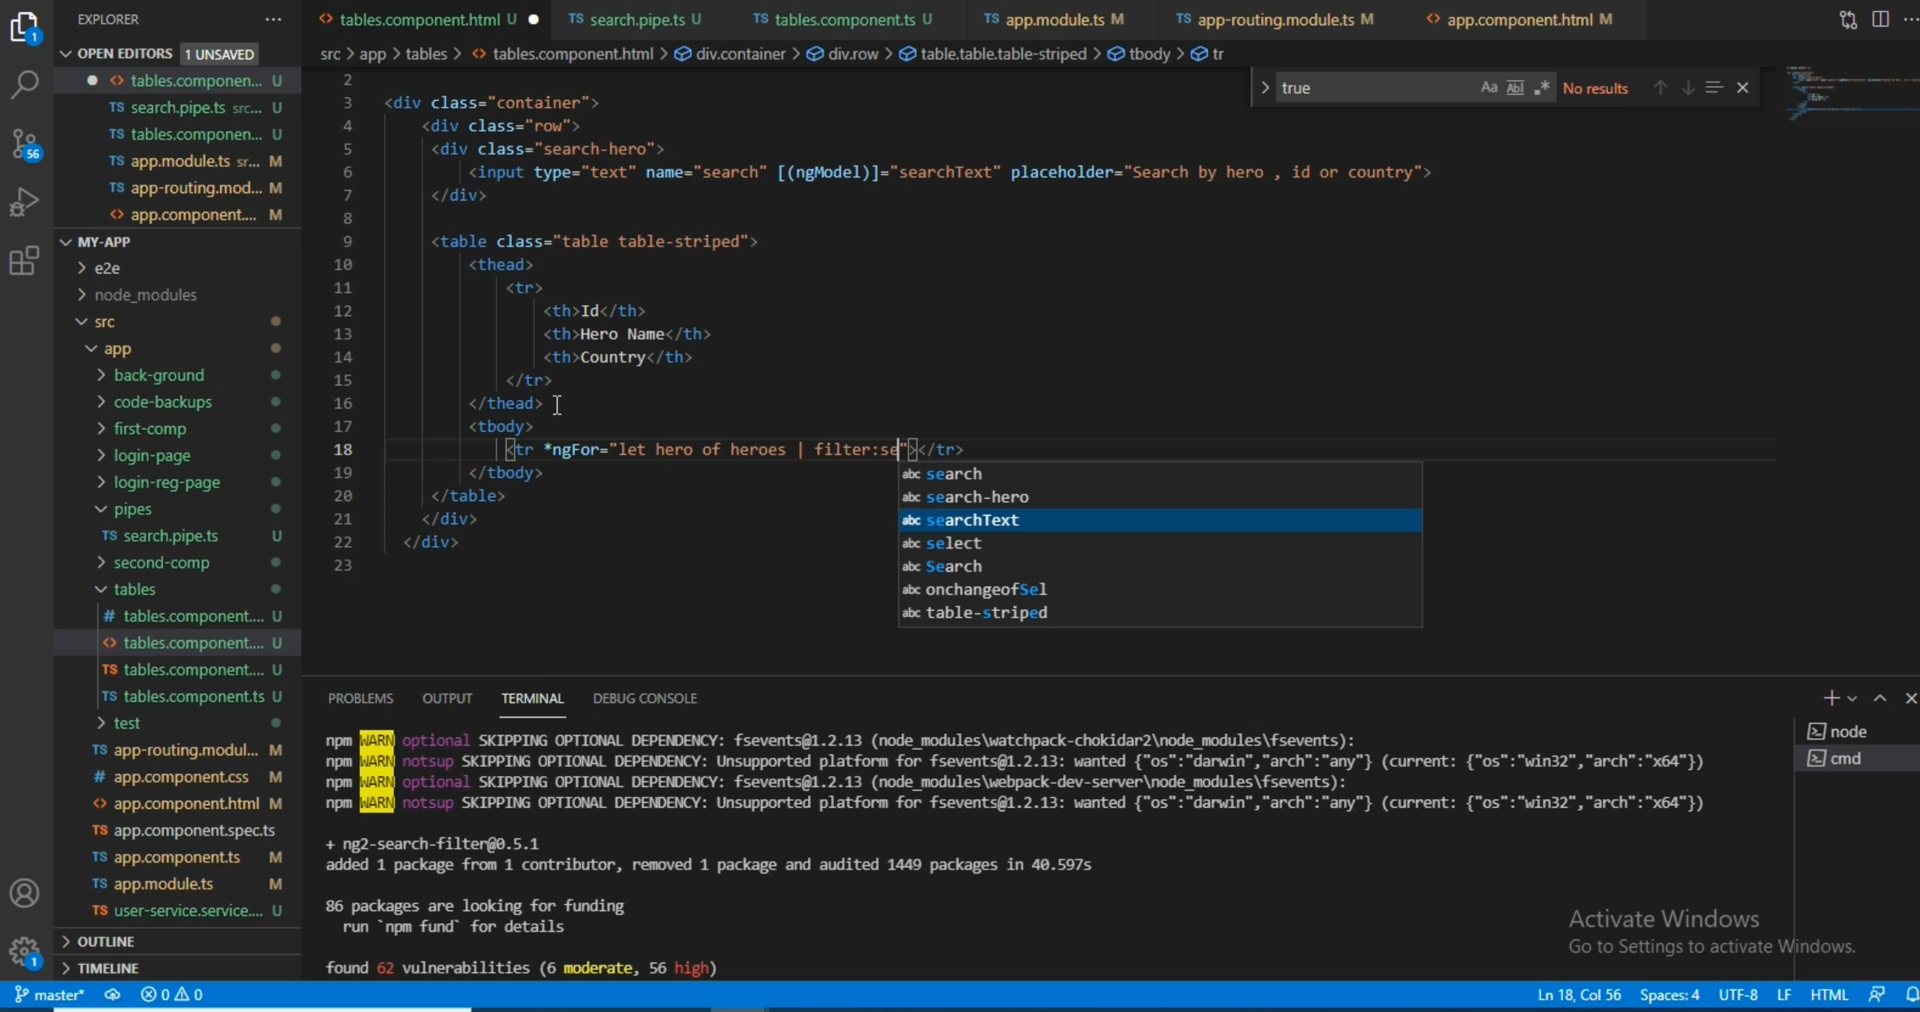 EXPLORER
OPEN EDITORS 1 UNSAVED
tables.componen... U
search.pipe.ts src... U
tables.componen... U
app.module.ts sr... M
app-routing.mod... M
app.component.... M
MY-APP
e2e
node_modules
src
app
back-ground
code-backups
first-comp
login-page
login-reg-page
pipes
search.pipe.ts U
second-comp
tables
tables.component.... U
tables.component.... U
tables.component.... U
tables.component.ts U
test
app-routing.modul... M
app.component.css M
app.component.html M
app.component.spec.ts
app.component.ts M
app.module.ts M
user-service.service.... U
OUTLINE
TIMELINE
tables.component.html U
search.pipe.ts U
tables.component.ts U
app.module.ts M
app-routing.module.ts M
app.component.html M
src > app > tables > tables.component.html > div.container > div.row > table.table.table-striped > tbody > tr
true Aa Abl .* No results
2
3 <div class="container">
4 <div class="row">
5 <div class="search-hero">
6 <input type="text" name="search" [(ngModel)]="searchText" placeholder="Search by hero , id or country">
7 </div>
8
9 <table class="table table-striped">
10 <thead>
11 <tr>
12 <th>Id</th>
13 <th>Hero Name</th>
14 <th>Country</th>
15 </tr>
16 </thead>
17 <tbody>
18 <tr *ngFor="let hero of heroes | filter:se"></tr>
19 </tbody>
20 </table>
21 </div>
22 </div>
23
abc search
abc search-hero
abc searchText
abc select
abc Search
abc onchangeofSel
abc table-striped
PROBLEMS OUTPUT TERMINAL DEBUG CONSOLE
npm WARN optional SKIPPING OPTIONAL DEPENDENCY: fsevents@1.2.13 (node_modules\watchpack-chokidar2\node_modules\fsevents):
npm WARN notsup SKIPPING OPTIONAL DEPENDENCY: Unsupported platform for fsevents@1.2.13: wanted {"os":"darwin","arch":"any"} (current: {"os":"win32","arch":"x64"})
npm WARN optional SKIPPING OPTIONAL DEPENDENCY: fsevents@1.2.13 (node_modules\webpack-dev-server\node_modules\fsevents):
npm WARN notsup SKIPPING OPTIONAL DEPENDENCY: Unsupported platform for fsevents@1.2.13: wanted {"os":"darwin","arch":"any"} (current: {"os":"win32","arch":"x64"})
+ ng2-search-filter@0.5.1
added 1 package from 1 contributor, removed 1 package and audited 1449 packages in 40.597s
86 packages are looking for funding
run `npm fund` for details
found 62 vulnerabilities (6 moderate, 56 high)
node
cmd
Activate Windows
Go to Settings to activate Windows.
1
56
1
master* 0 0
Ln 18, Col 56 Spaces: 4 UTF-8 LF HTML